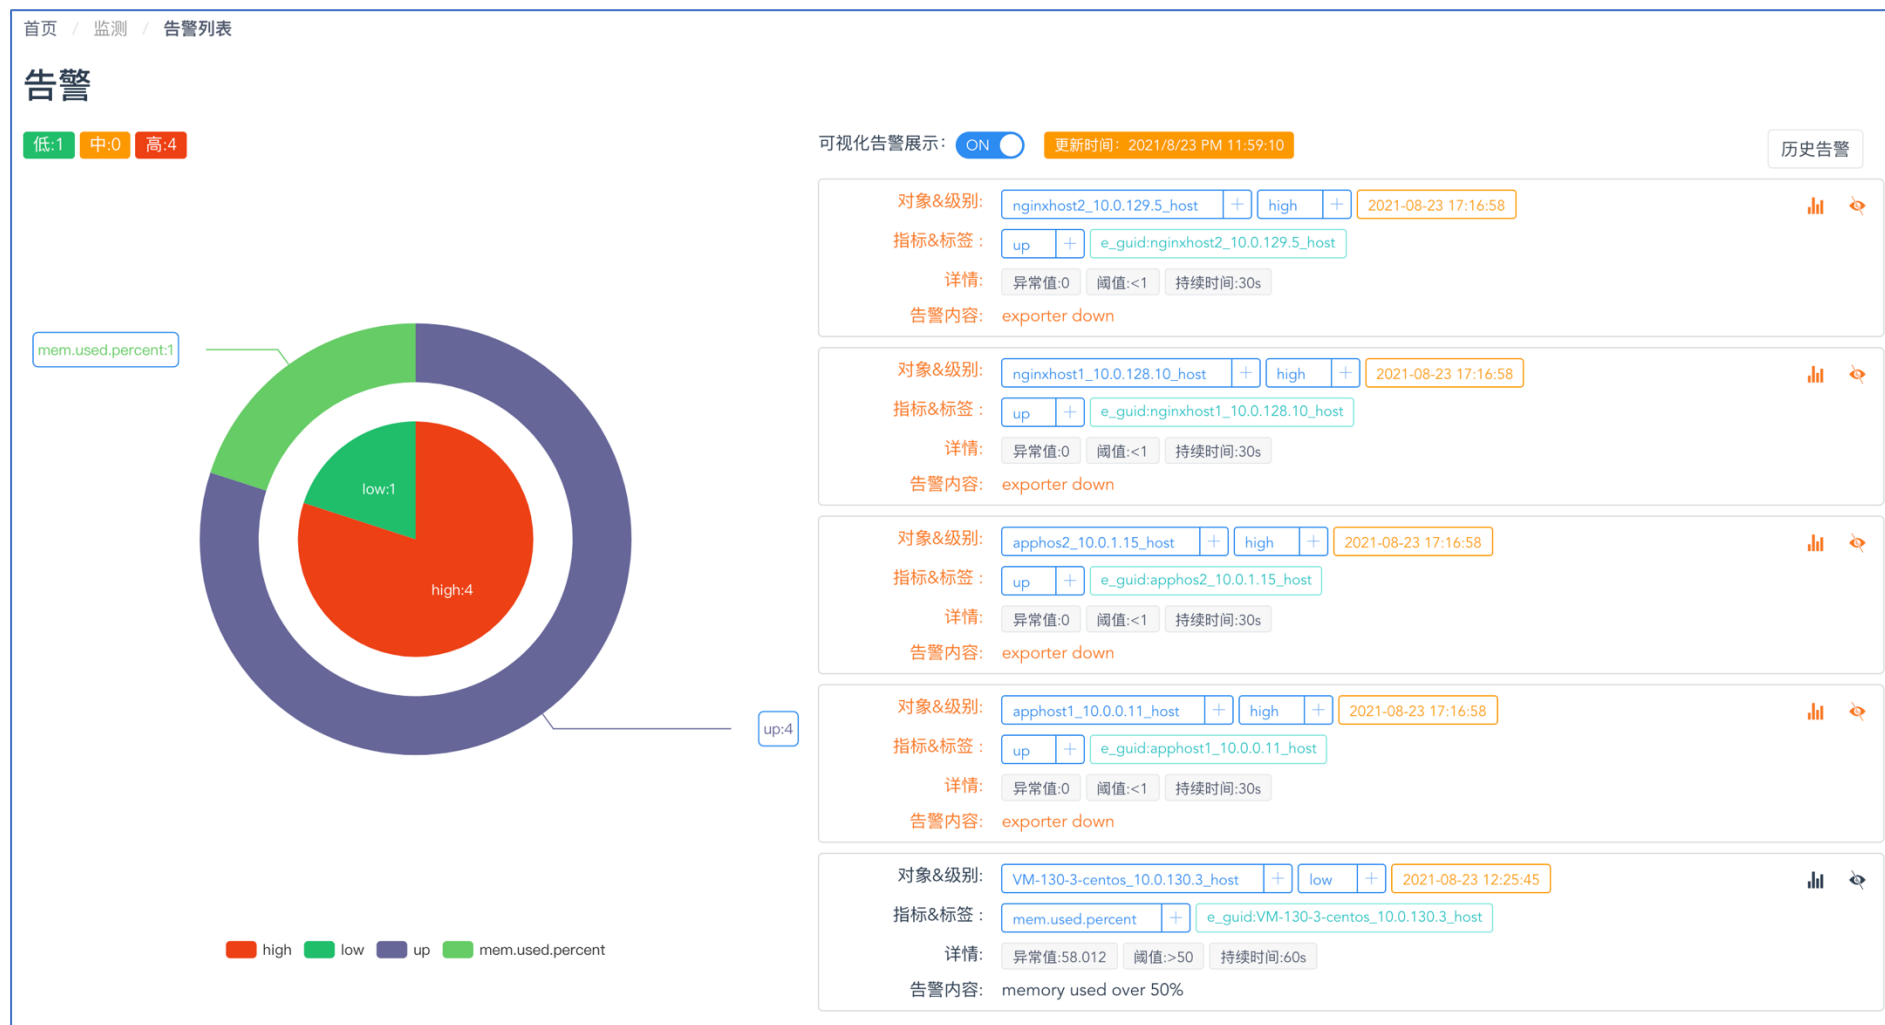 首页 / 监测 / 告警列表
告警
低:1 中:0 高:4
可视化告警展示: ON 更新时间: 2021/8/23 PM 11:59:10 历史告警
mem.used.percent:1
low:1
high:4
up:4
high low up mem.used.percent
对象&级别: nginxhost2_10.0.129.5_host + high + 2021-08-23 17:16:58
指标&标签 : up + e_guid:nginxhost2_10.0.129.5_host
详情: 异常值:0 阈值:<1 持续时间:30s
告警内容: exporter down
对象&级别: nginxhost1_10.0.128.10_host + high + 2021-08-23 17:16:58
指标&标签 : up + e_guid:nginxhost1_10.0.128.10_host
详情: 异常值:0 阈值:<1 持续时间:30s
告警内容: exporter down
对象&级别: apphos2_10.0.1.15_host + high + 2021-08-23 17:16:58
指标&标签 : up + e_guid:apphos2_10.0.1.15_host
详情: 异常值:0 阈值:<1 持续时间:30s
告警内容: exporter down
对象&级别: apphost1_10.0.0.11_host + high + 2021-08-23 17:16:58
指标&标签 : up + e_guid:apphost1_10.0.0.11_host
详情: 异常值:0 阈值:<1 持续时间:30s
告警内容: exporter down
对象&级别: VM-130-3-centos_10.0.130.3_host + low + 2021-08-23 12:25:45
指标&标签 : mem.used.percent + e_guid:VM-130-3-centos_10.0.130.3_host
详情: 异常值:58.012 阈值:>50 持续时间:60s
告警内容: memory used over 50%